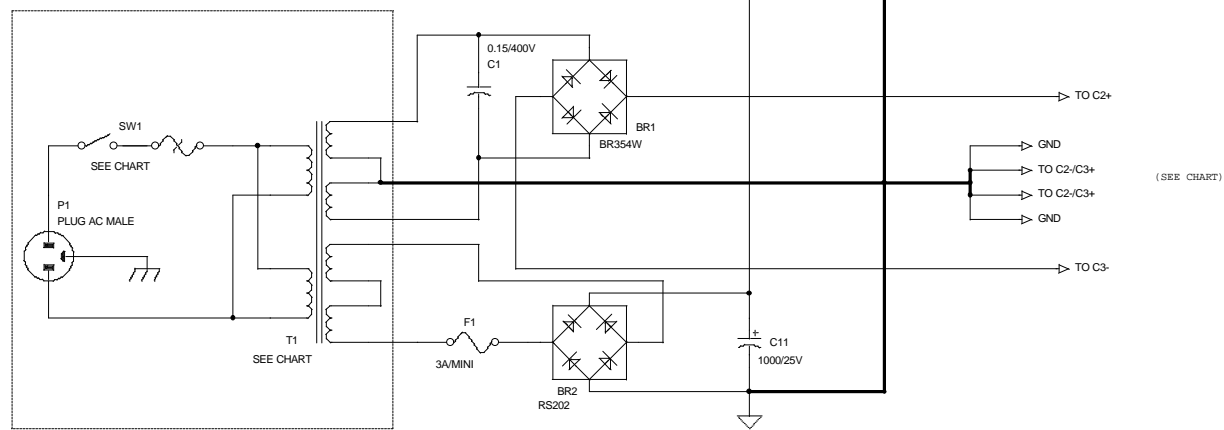 0.15/400V
C1
TO C2+
SW1
BR1
BR354W
SEE CHART
GND
TO C2-/C3+
(SEE CHART)
TO C2-/C3+
P1
PLUG AC MALE
GND
TO C3-
F1
T1
SEE CHART
3A/MINI
+
C11
1000/25V
BR2
RS202